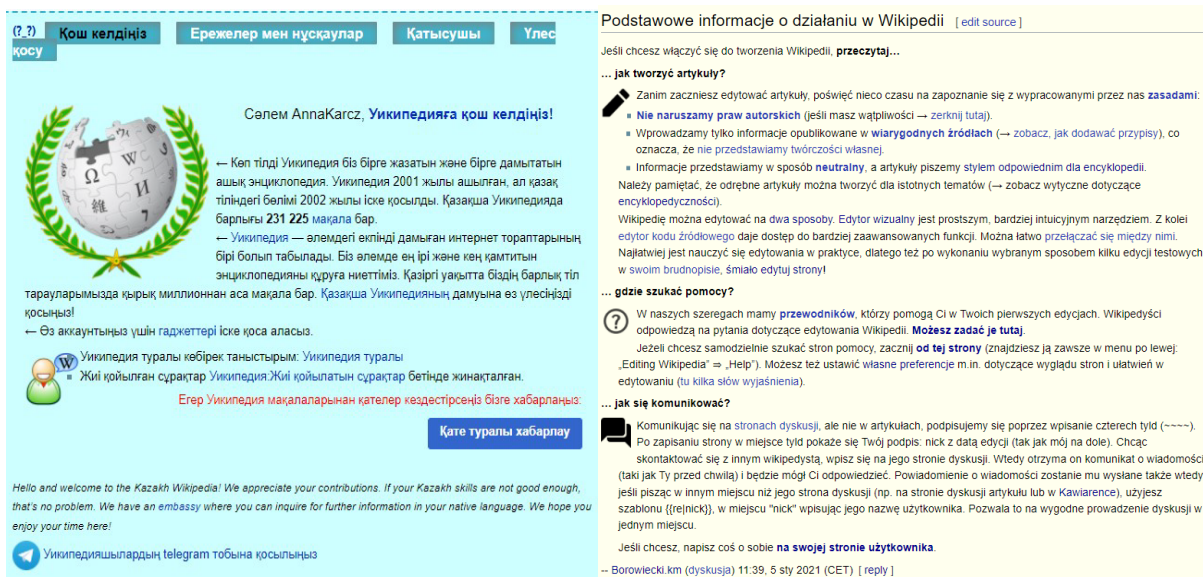 (?_?) Қош келдіңіз Ережелер мен нұсқаулар Қатысушы Үлес
қосу
Сәлем AnnaKarcz, Уикипедияға қош келдіңіз!
← Көп тілді Уикипедия біз бірге жазатын және бірге дамытатын
ашық энциклопедия. Уикипедия 2001 жылы ашылған, ал қазақ
тіліндегі бөлімі 2002 жылы іске қосылды. Қазақша Уикипедияда
барлығы 231 225 мақала бар.
← Уикипедия — әлемдегі екпінді дамыған интернет тораптарының
бірі болып табылады. Біз әлемде ең ірі және кең қамтитын
энциклопедияны құруға ниеттіміз. Қазіргі уақытта біздің барлық тіл
тарауларымызда қырық миллионнан аса мақала бар. Қазақша Уикипедияның дамуына өз үлесіңізді
қосыңыз!
← Өз аккаунтыңыз үшін гаджеттері іске қоса аласыз.
Уикипедия туралы көбірек таныстырым: Уикипедия туралы
Жиі қойылған сұрақтар Уикипедия:Жиі қойылатын сұрақтар бетінде жинақталған.
Егер Уикипедия мақалаларынан қателер кездестірсеңіз бізге хабарлаңыз:
Қате туралы хабарлау
Hello and welcome to the Kazakh Wikipedia! We appreciate your contributions. If your Kazakh skills are not good enough,
that's no problem. We have an embassy where you can inquire for further information in your native language. We hope you
enjoy your time here!
Уикипедияшылардың telegram тобына қосылыңыз
Podstawowe informacje o działaniu w Wikipedii [ edit source ]
Jeśli chcesz włączyć się do tworzenia Wikipedii, przeczytaj…
… jak tworzyć artykuły?
Zanim zaczniesz edytować artykuły, poświęć nieco czasu na zapoznanie się z wypracowanymi przez nas zasadami:
Nie naruszamy praw autorskich (jeśli masz wątpliwości → zerknij tutaj).
Wprowadzamy tylko informacje opublikowane w wiarygodnych źródłach (→ zobacz, jak dodawać przypisy), co
oznacza, że nie przedstawiamy twórczości własnej.
Informacje przedstawiamy w sposób neutralny, a artykuły piszemy stylem odpowiednim dla encyklopedii.
Należy pamiętać, że odrębne artykuły można tworzyć dla istotnych tematów (→ zobacz wytyczne dotyczące
encyklopedyczności).
Wikipedię można edytować na dwa sposoby. Edytor wizualny jest prostszym, bardziej intuicyjnym narzędziem. Z kolei
edytor kodu źródłowego daje dostęp do bardziej zaawansowanych funkcji. Można łatwo przełączać się między nimi.
Najłatwiej jest nauczyć się edytowania w praktyce, dlatego też po wykonaniu wybranym sposobem kilku edycji testowych
w swoim brudnopisie, śmiało edytuj strony!
… gdzie szukać pomocy?
W naszych szeregach mamy przewodników, którzy pomogą Ci w Twoich pierwszych edycjach. Wikipedyści
odpowiedzą na pytania dotyczące edytowania Wikipedii. Możesz zadać je tutaj.
Jeżeli chcesz samodzielnie szukać stron pomocy, zacznij od tej strony (znajdziesz ją zawsze w menu po lewej:
„Editing Wikipedia" ⇒ „Help"). Możesz też ustawić własne preferencje m.in. dotyczące wyglądu stron i ułatwień w
edytowaniu (tu kilka słów wyjaśnienia).
… jak się komunikować?
Komunikując się na stronach dyskusji, ale nie w artykułach, podpisujemy się poprzez wpisanie czterech tyld (~~~~).
Po zapisaniu strony w miejsce tyld pokaże się Twój podpis: nick z datą edycji (tak jak mój na dole). Chcąc
skontaktować się z innym wikipedystą, wpisz się na jego stronie dyskusji. Wtedy otrzyma on komunikat o wiadomości
(taki jak Ty przed chwilą) i będzie mógł Ci odpowiedzieć. Powiadomienie o wiadomości zostanie mu wysłane także wtedy,
jeśli pisząc w innym miejscu niż jego strona dyskusji (np. na stronie dyskusji artykułu lub w Kawiarence), użyjesz
szablonu {{re|nick}}, w miejscu "nick" wpisując jego nazwę użytkownika. Pozwala to na wygodne prowadzenie dyskusji w
jednym miejscu.
Jeśli chcesz, napisz coś o sobie na swojej stronie użytkownika.
-- Borowiecki.km (dyskusja) 11:39, 5 sty 2021 (CET) [ reply ]